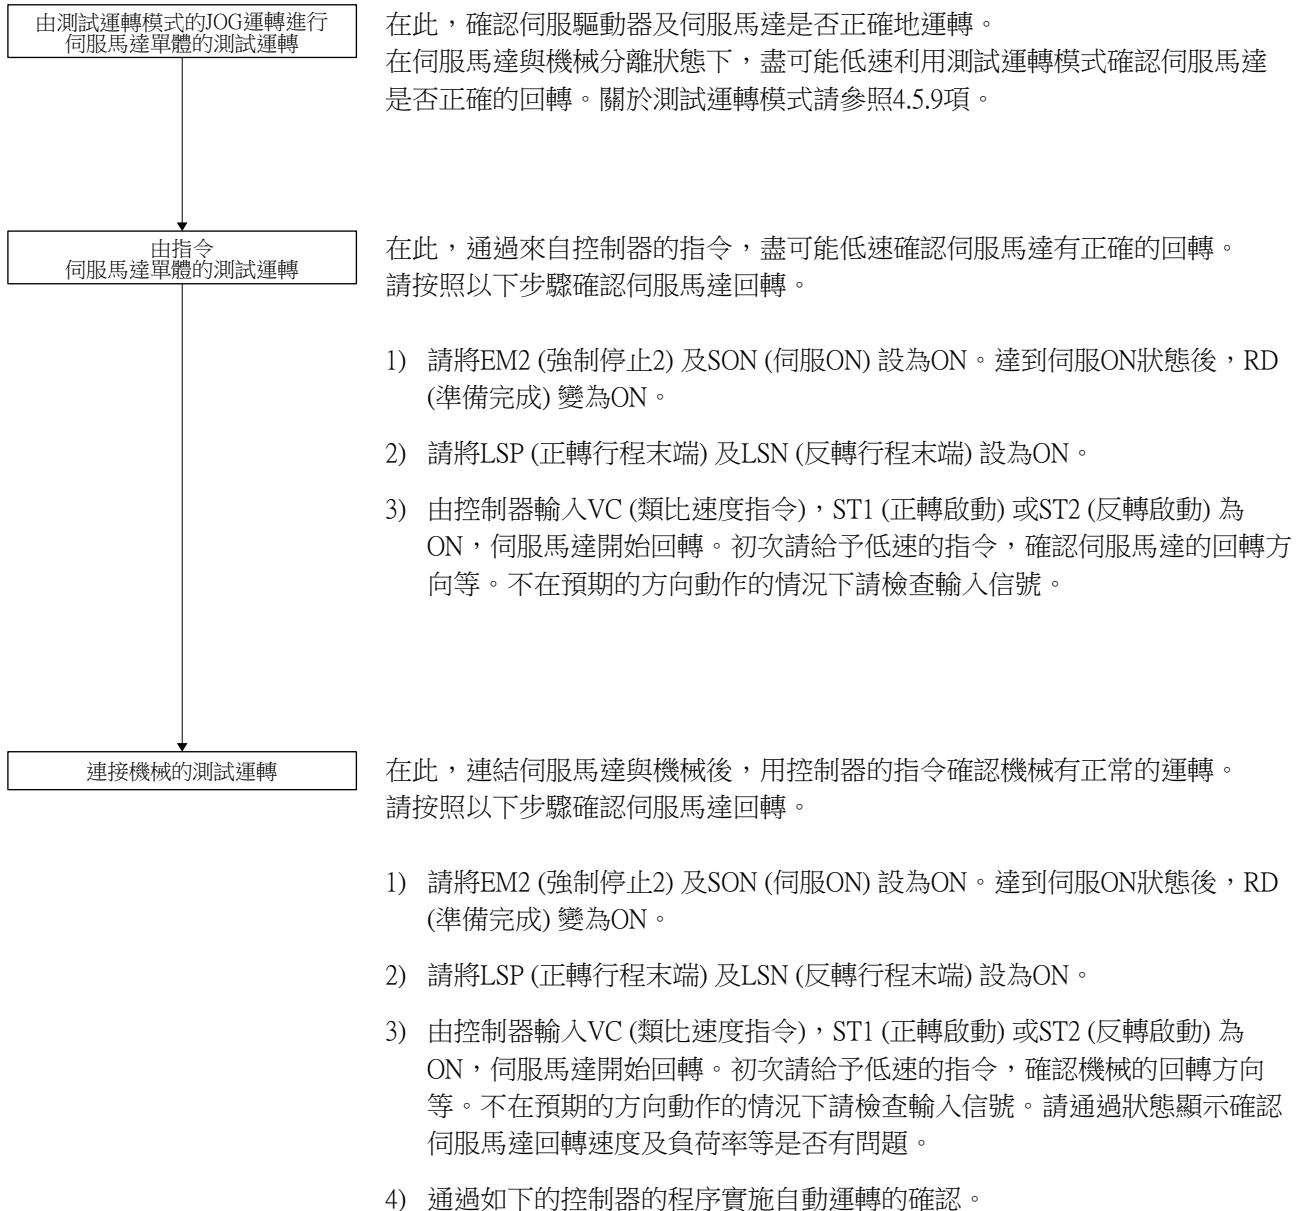 由測試運轉模式的JOG運轉進行
伺服馬達單體的測試運轉
在此，確認伺服驅動器及伺服馬達是否正確地運轉。
在伺服馬達與機械分離狀態下，盡可能低速利用測試運轉模式確認伺服馬達
是否正確的回轉。關於測試運轉模式請參照4.5.9項。
由指令
伺服馬達單體的測試運轉
在此，通過來自控制器的指令，盡可能低速確認伺服馬達有正確的回轉。
請按照以下步驟確認伺服馬達回轉。
1) 請將EM2 (強制停止2) 及SON (伺服ON) 設為ON。達到伺服ON狀態後，RD
(準備完成) 變為ON。
2) 請將LSP (正轉行程末端) 及LSN (反轉行程末端) 設為ON。
3) 由控制器輸入VC (類比速度指令)，ST1 (正轉啟動) 或ST2 (反轉啟動) 為
ON，伺服馬達開始回轉。初次請給予低速的指令，確認伺服馬達的回轉方
向等。不在預期的方向動作的情況下請檢查輸入信號。
連接機械的測試運轉
在此，連結伺服馬達與機械後，用控制器的指令確認機械有正常的運轉。
請按照以下步驟確認伺服馬達回轉。
1) 請將EM2 (強制停止2) 及SON (伺服ON) 設為ON。達到伺服ON狀態後，RD
(準備完成) 變為ON。
2) 請將LSP (正轉行程末端) 及LSN (反轉行程末端) 設為ON。
3) 由控制器輸入VC (類比速度指令)，ST1 (正轉啟動) 或ST2 (反轉啟動) 為
ON，伺服馬達開始回轉。初次請給予低速的指令，確認機械的回轉方向
等。不在預期的方向動作的情況下請檢查輸入信號。請通過狀態顯示確認
伺服馬達回轉速度及負荷率等是否有問題。
4) 通過如下的控制器的程序實施自動運轉的確認。